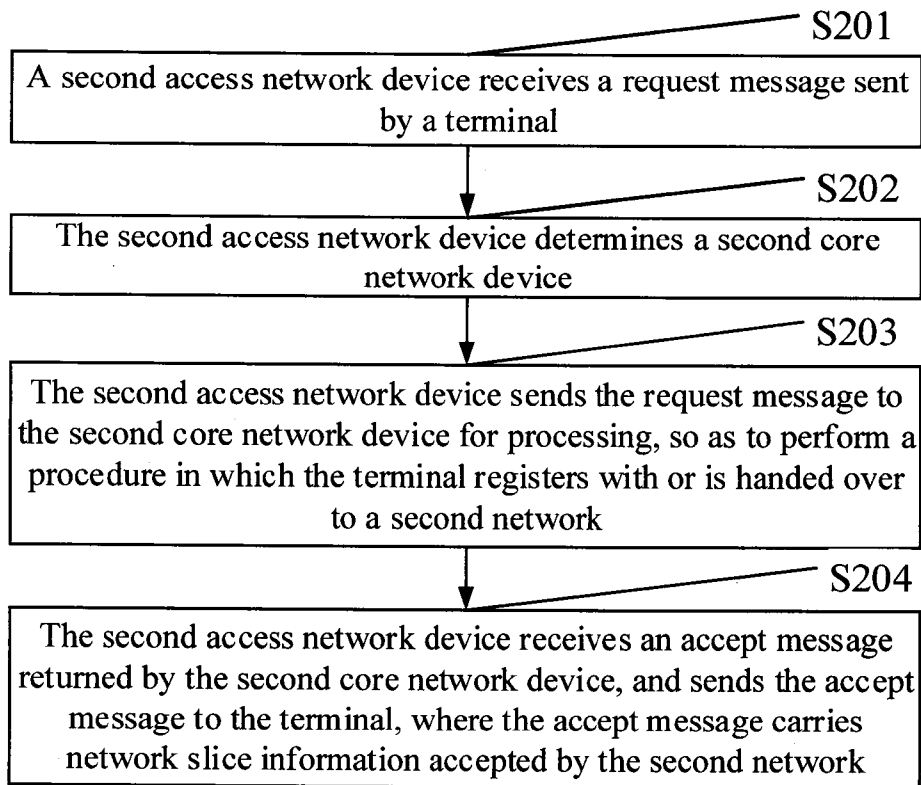 S201
A second access network device receives a request message sent
by a terminal
S202
The second access network device determines a second core
network device
S203
The second access network device sends the request message to
the second core network device for processing, so as to perform a
procedure in which the terminal registers with or is handed over
to a second network
S204
The second access network device receives an accept message
returned by the second core network device, and sends the accept
message to the terminal, where the accept message carries
network slice information accepted by the second network